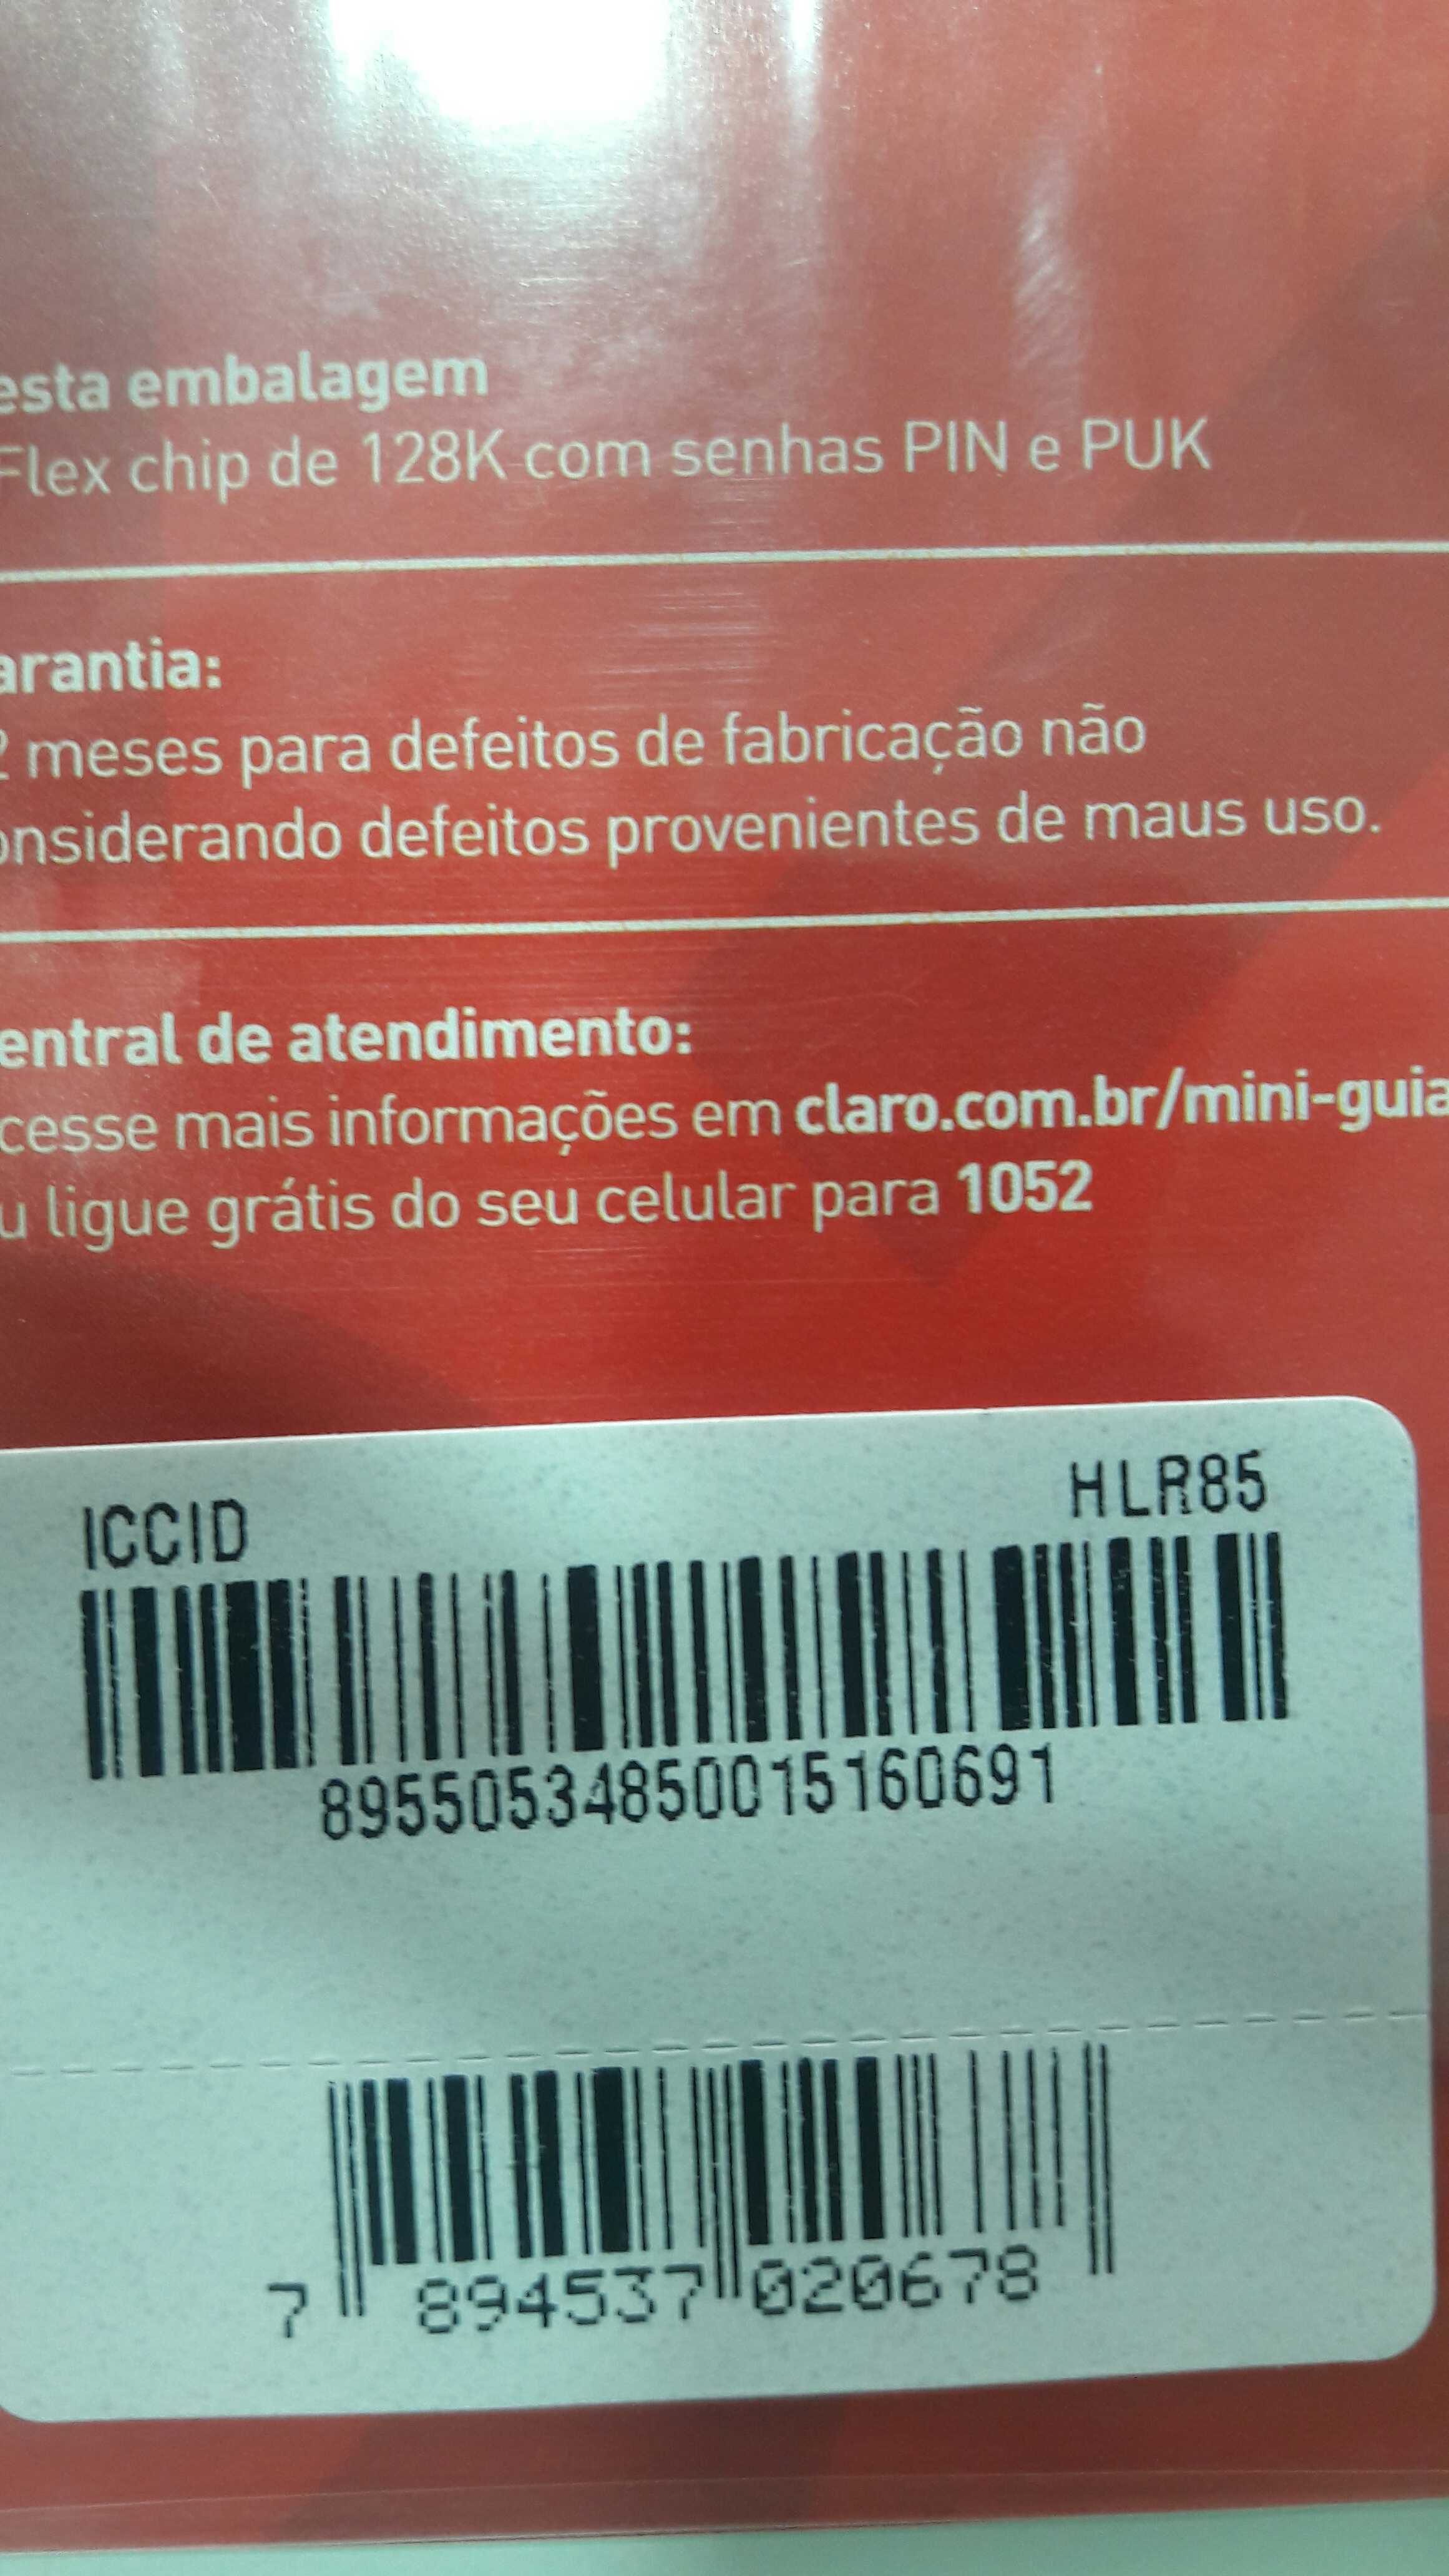 esta embalagem
Flex chip de 128K com senhas PIN e PUK
arantia:
2 meses para defeitos de fabricação não
onsiderando defeitos provenientes de maus uso.
entral de atendimento:
cesse mais informações em claro.com.br/mini-guia
u ligue grátis do seu celular para 1052
ICCID HLR85
89550534850015160691
7 894537 020678